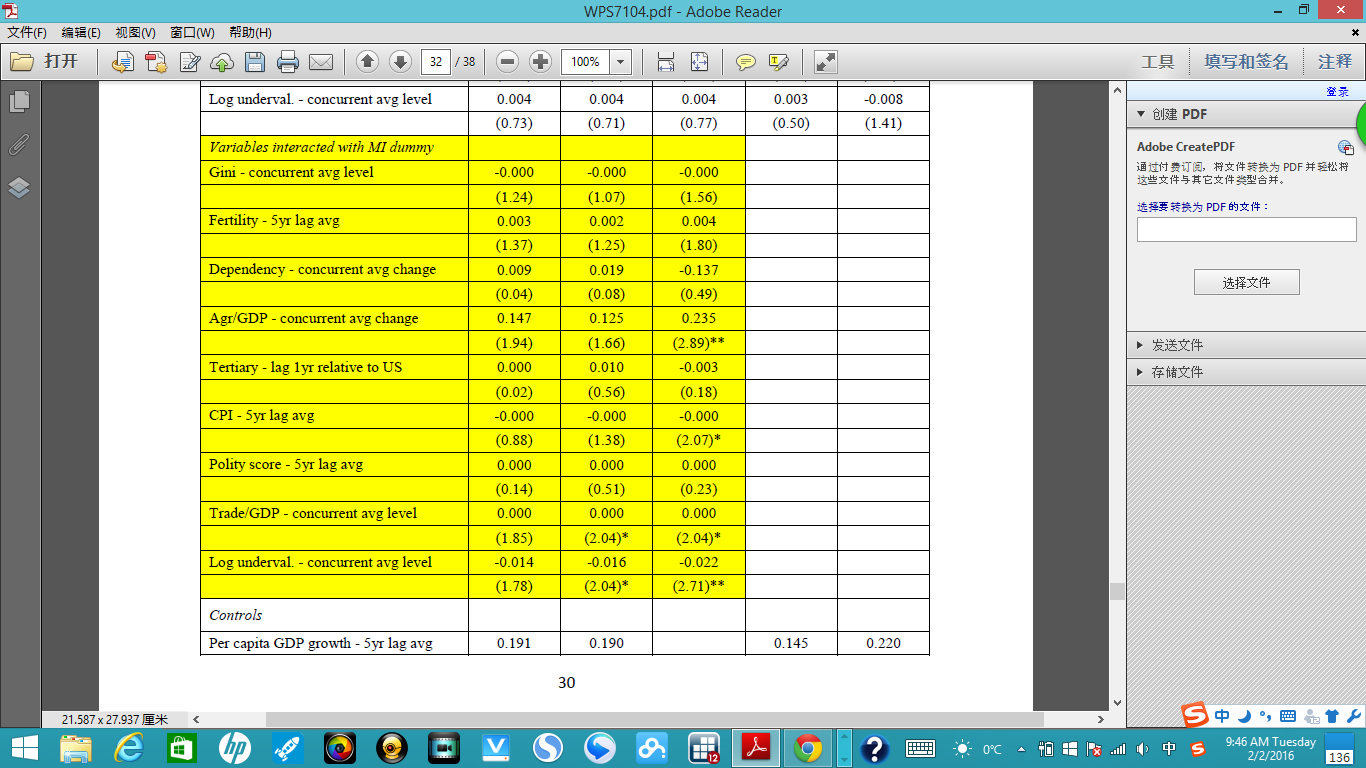 WPS7104.pdf - Adobe Reader
文件(F) 编辑(E) 视图(V) 窗口(W) 帮助(H)
打开 32 / 38 100% 工具 填写和签名 注释
登录
创建 PDF
Adobe CreatePDF
通过付费订阅，将文件转换为 PDF 并轻松将
这些文件与其它文件类型合并。
选择要转换为 PDF 的文件：
选择文件
发送文件
存储文件
Log underval. - concurrent avg level 0.004 0.004 0.004 0.003 -0.008
(0.73) (0.71) (0.77) (0.50) (1.41)
Variables interacted with MI dummy
Gini - concurrent avg level -0.000 -0.000 -0.000
(1.24) (1.07) (1.56)
Fertility - 5yr lag avg 0.003 0.002 0.004
(1.37) (1.25) (1.80)
Dependency - concurrent avg change 0.009 0.019 -0.137
(0.04) (0.08) (0.49)
Agr/GDP - concurrent avg change 0.147 0.125 0.235
(1.94) (1.66) (2.89)**
Tertiary - lag 1yr relative to US 0.000 0.010 -0.003
(0.02) (0.56) (0.18)
CPI - 5yr lag avg -0.000 -0.000 -0.000
(0.88) (1.38) (2.07)*
Polity score - 5yr lag avg 0.000 0.000 0.000
(0.14) (0.51) (0.23)
Trade/GDP - concurrent avg level 0.000 0.000 0.000
(1.85) (2.04)* (2.04)*
Log underval. - concurrent avg level -0.014 -0.016 -0.022
(1.78) (2.04)* (2.71)**
Controls
Per capita GDP growth - 5yr lag avg 0.191 0.190 0.145 0.220
30
21.587 x 27.937 厘米
中
hp 12 0°C 中 9:46 AM Tuesday
2/2/2016
136